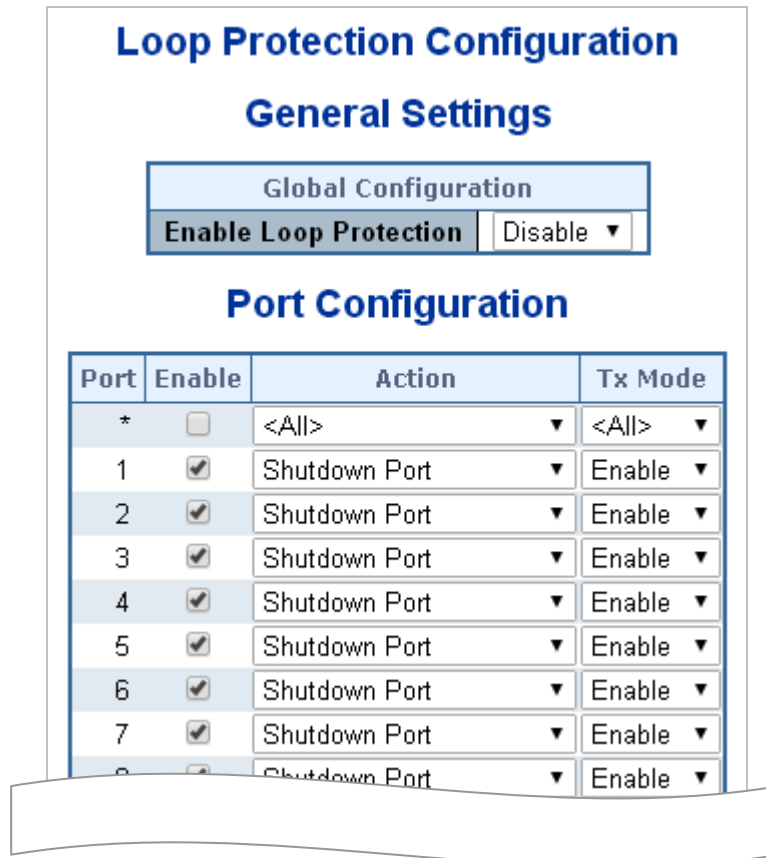 Loop Protection Configuration
General Settings
Global Configuration
Enable Loop Protection Disable
Port Configuration
Port Enable Action Tx Mode
* <All> <All>
1 Shutdown Port Enable
2 Shutdown Port Enable
3 Shutdown Port Enable
4 Shutdown Port Enable
5 Shutdown Port Enable
6 Shutdown Port Enable
7 Shutdown Port Enable
Shutdown Port Enable